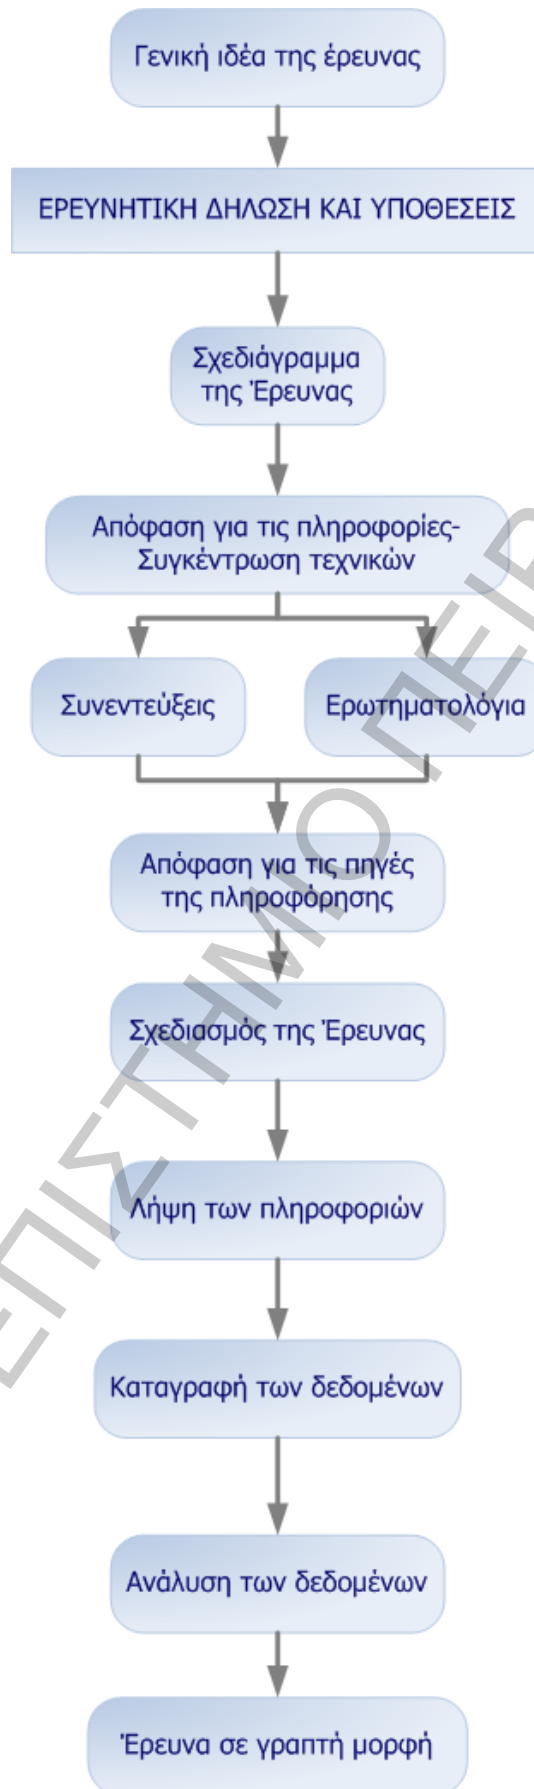 Γενική ιδέα της έρευνας
ΕΡΕΥΝΗΤΙΚΗ ΔΗΛΩΣΗ ΚΑΙ ΥΠΟΘΕΣΕΙΣ
Σχεδιάγραμμα
της Έρευνας
Απόφαση για τις πληροφορίες-
Συγκέντρωση τεχνικών
Συνεντεύξεις
Ερωτηματολόγια
Απόφαση για τις πηγές
της πληροφόρησης
Σχεδιασμός της Έρευνας
Λήψη των πληροφοριών
Καταγραφή των δεδομένων
Ανάλυση των δεδομένων
Έρευνα σε γραπτή μορφή